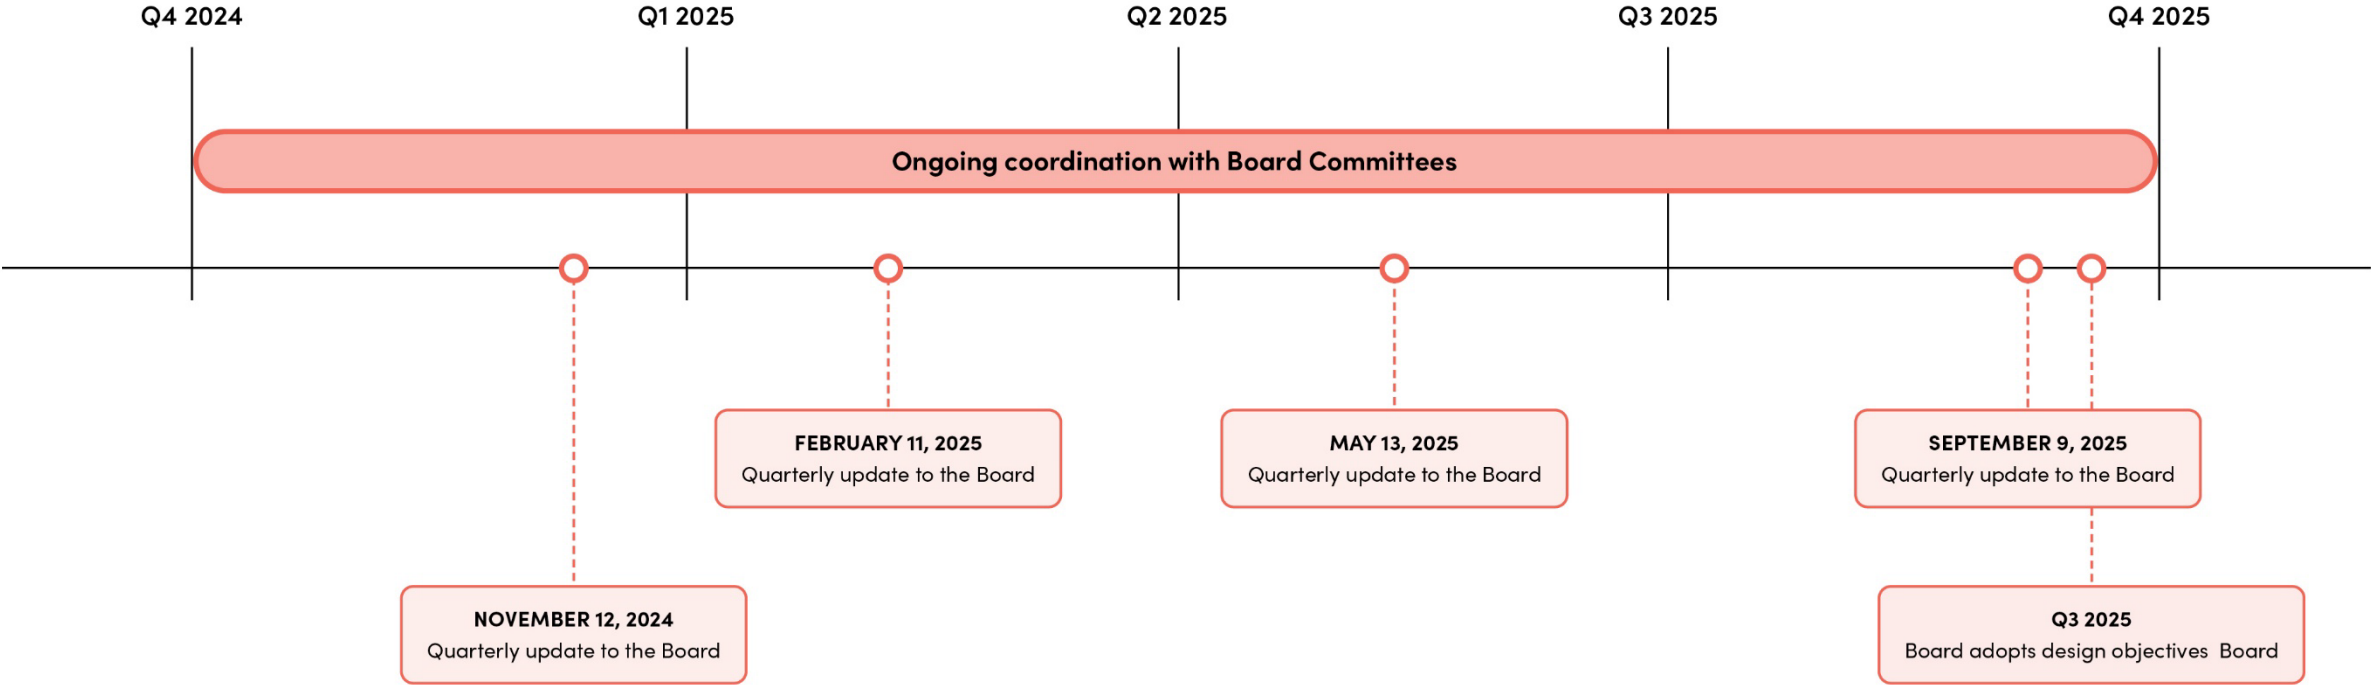 Q4 2024
Q1 2025
Q2 2025
Q3 2025
Q4 2025
Ongoing coordination with Board Committees
FEBRUARY 11, 2025
Quarterly update to the Board
MAY 13, 2025
Quarterly update to the Board
SEPTEMBER 9, 2025
Quarterly update to the Board
NOVEMBER 12, 2024
Quarterly update to the Board
Q3 2025
Board adopts design objectives  Board